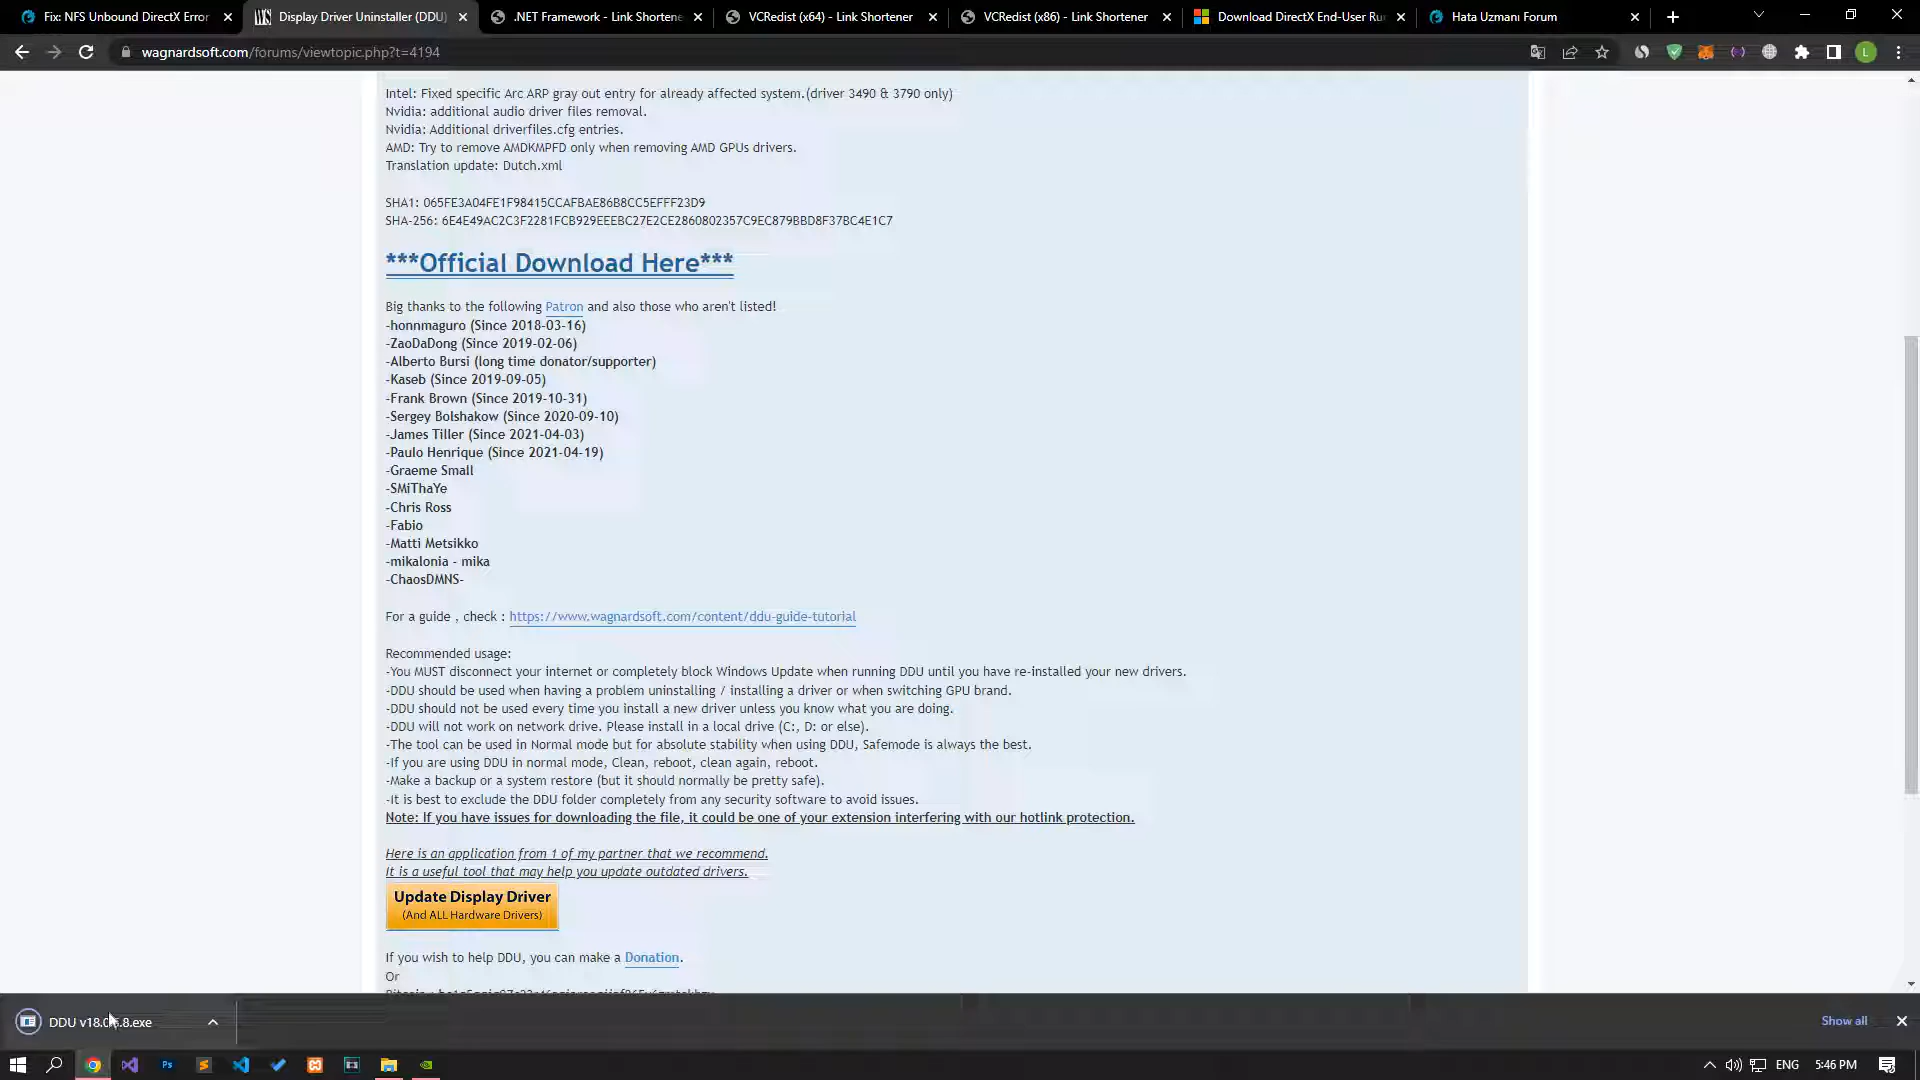 Fix: NFS Unbound DirectX Error
Display Driver Uninstaller (DDU)
.NET Framework - Link Shortene
VCRedist (x64) - Link Shortener
VCRedist (x86) - Link Shortener
Download DirectX End-User Ru
Hata Uzmanı Forum
wagnardsoft.com/forums/viewtopic.php?t=4194
L
Intel: Fixed specific Arc ARP gray out entry for already affected system.(driver 3490 & 3790 only)
Nvidia: additional audio driver files removal.
Nvidia: Additional driverfiles.cfg entries.
AMD: Try to remove AMDKMPFD only when removing AMD GPUs drivers.
Translation update: Dutch.xml
SHA1: 065FE3A04FE1F98415CCAFBAE86B8CC5EFFF23D9
SHA-256: 6E4E49AC2C3F2281FCB929EEEBC27E2CE2860802357C9EC879BBD8F37BC4E1C7
***Official Download Here***
Big thanks to the following Patron and also those who aren't listed!
-honnmaguro (Since 2018-03-16)
-ZaoDaDong (Since 2019-02-06)
-Alberto Bursi (long time donator/supporter)
-Kaseb (Since 2019-09-05)
-Frank Brown (Since 2019-10-31)
-Sergey Bolshakow (Since 2020-09-10)
-James Tiller (Since 2021-04-03)
-Paulo Henrique (Since 2021-04-19)
-Graeme Small
-SMiThaYe
-Chris Ross
-Fabio
-Matti Metsikko
-mikalonia - mika
-ChaosDMNS-
For a guide , check : https://www.wagnardsoft.com/content/ddu-guide-tutorial
Recommended usage:
-You MUST disconnect your internet or completely block Windows Update when running DDU until you have re-installed your new drivers.
-DDU should be used when having a problem uninstalling / installing a driver or when switching GPU brand.
-DDU should not be used every time you install a new driver unless you know what you are doing.
-DDU will not work on network drive. Please install in a local drive (C:, D: or else).
-The tool can be used in Normal mode but for absolute stability when using DDU, Safemode is always the best.
-If you are using DDU in normal mode, Clean, reboot, clean again, reboot.
-Make a backup or a system restore (but it should normally be pretty safe).
-It is best to exclude the DDU folder completely from any security software to avoid issues.
Note: If you have issues for downloading the file, it could be one of your extension interfering with our hotlink protection.
Here is an application from 1 of my partner that we recommend.
It is a useful tool that may help you update outdated drivers.
Update Display Driver
(And ALL Hardware Drivers)
If you wish to help DDU, you can make a Donation.
Or
DDU
Show all
Ps
ENG
5:46 PM